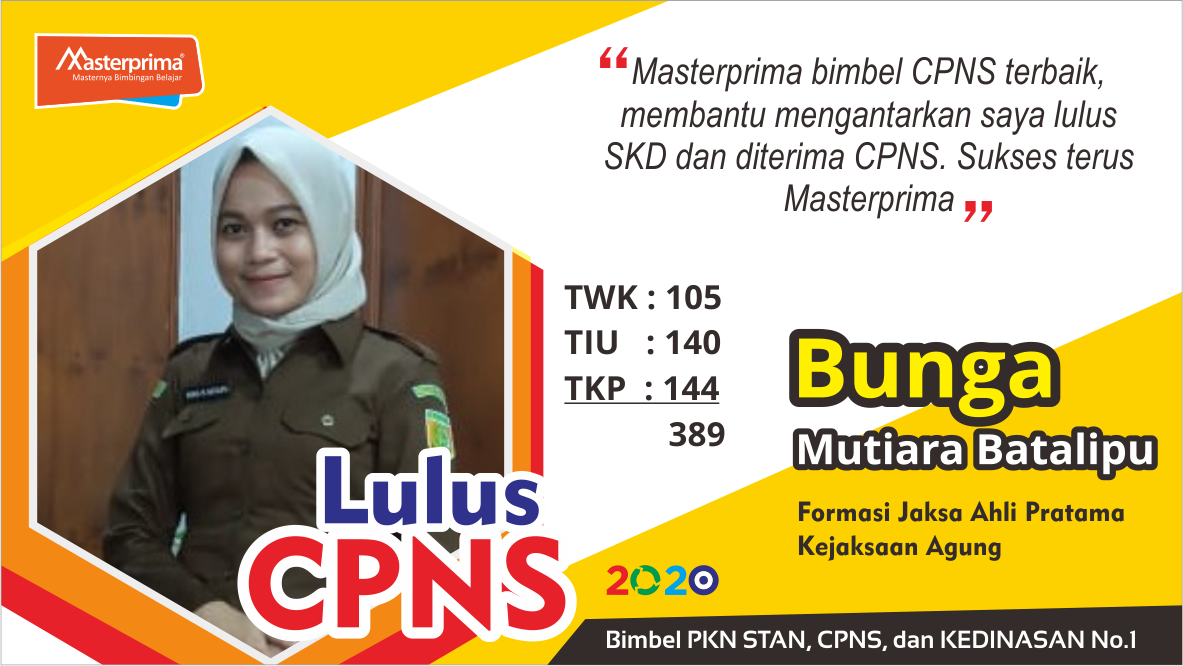 Masterprima®
Masternya Bimbingan Belajar
“Masterprima bimbel CPNS terbaik,
membantu mengantarkan saya lulus
SKD dan diterima CPNS. Sukses terus
Masterprima”
TWK : 105
TIU : 140
TKP : 144
389
Bunga
Mutiara Batalipu
Formasi Jaksa Ahli Pratama
Kejaksaan Agung
Lulus
CPNS
2020
Bimbel PKN STAN, CPNS, dan KEDINASAN No.1